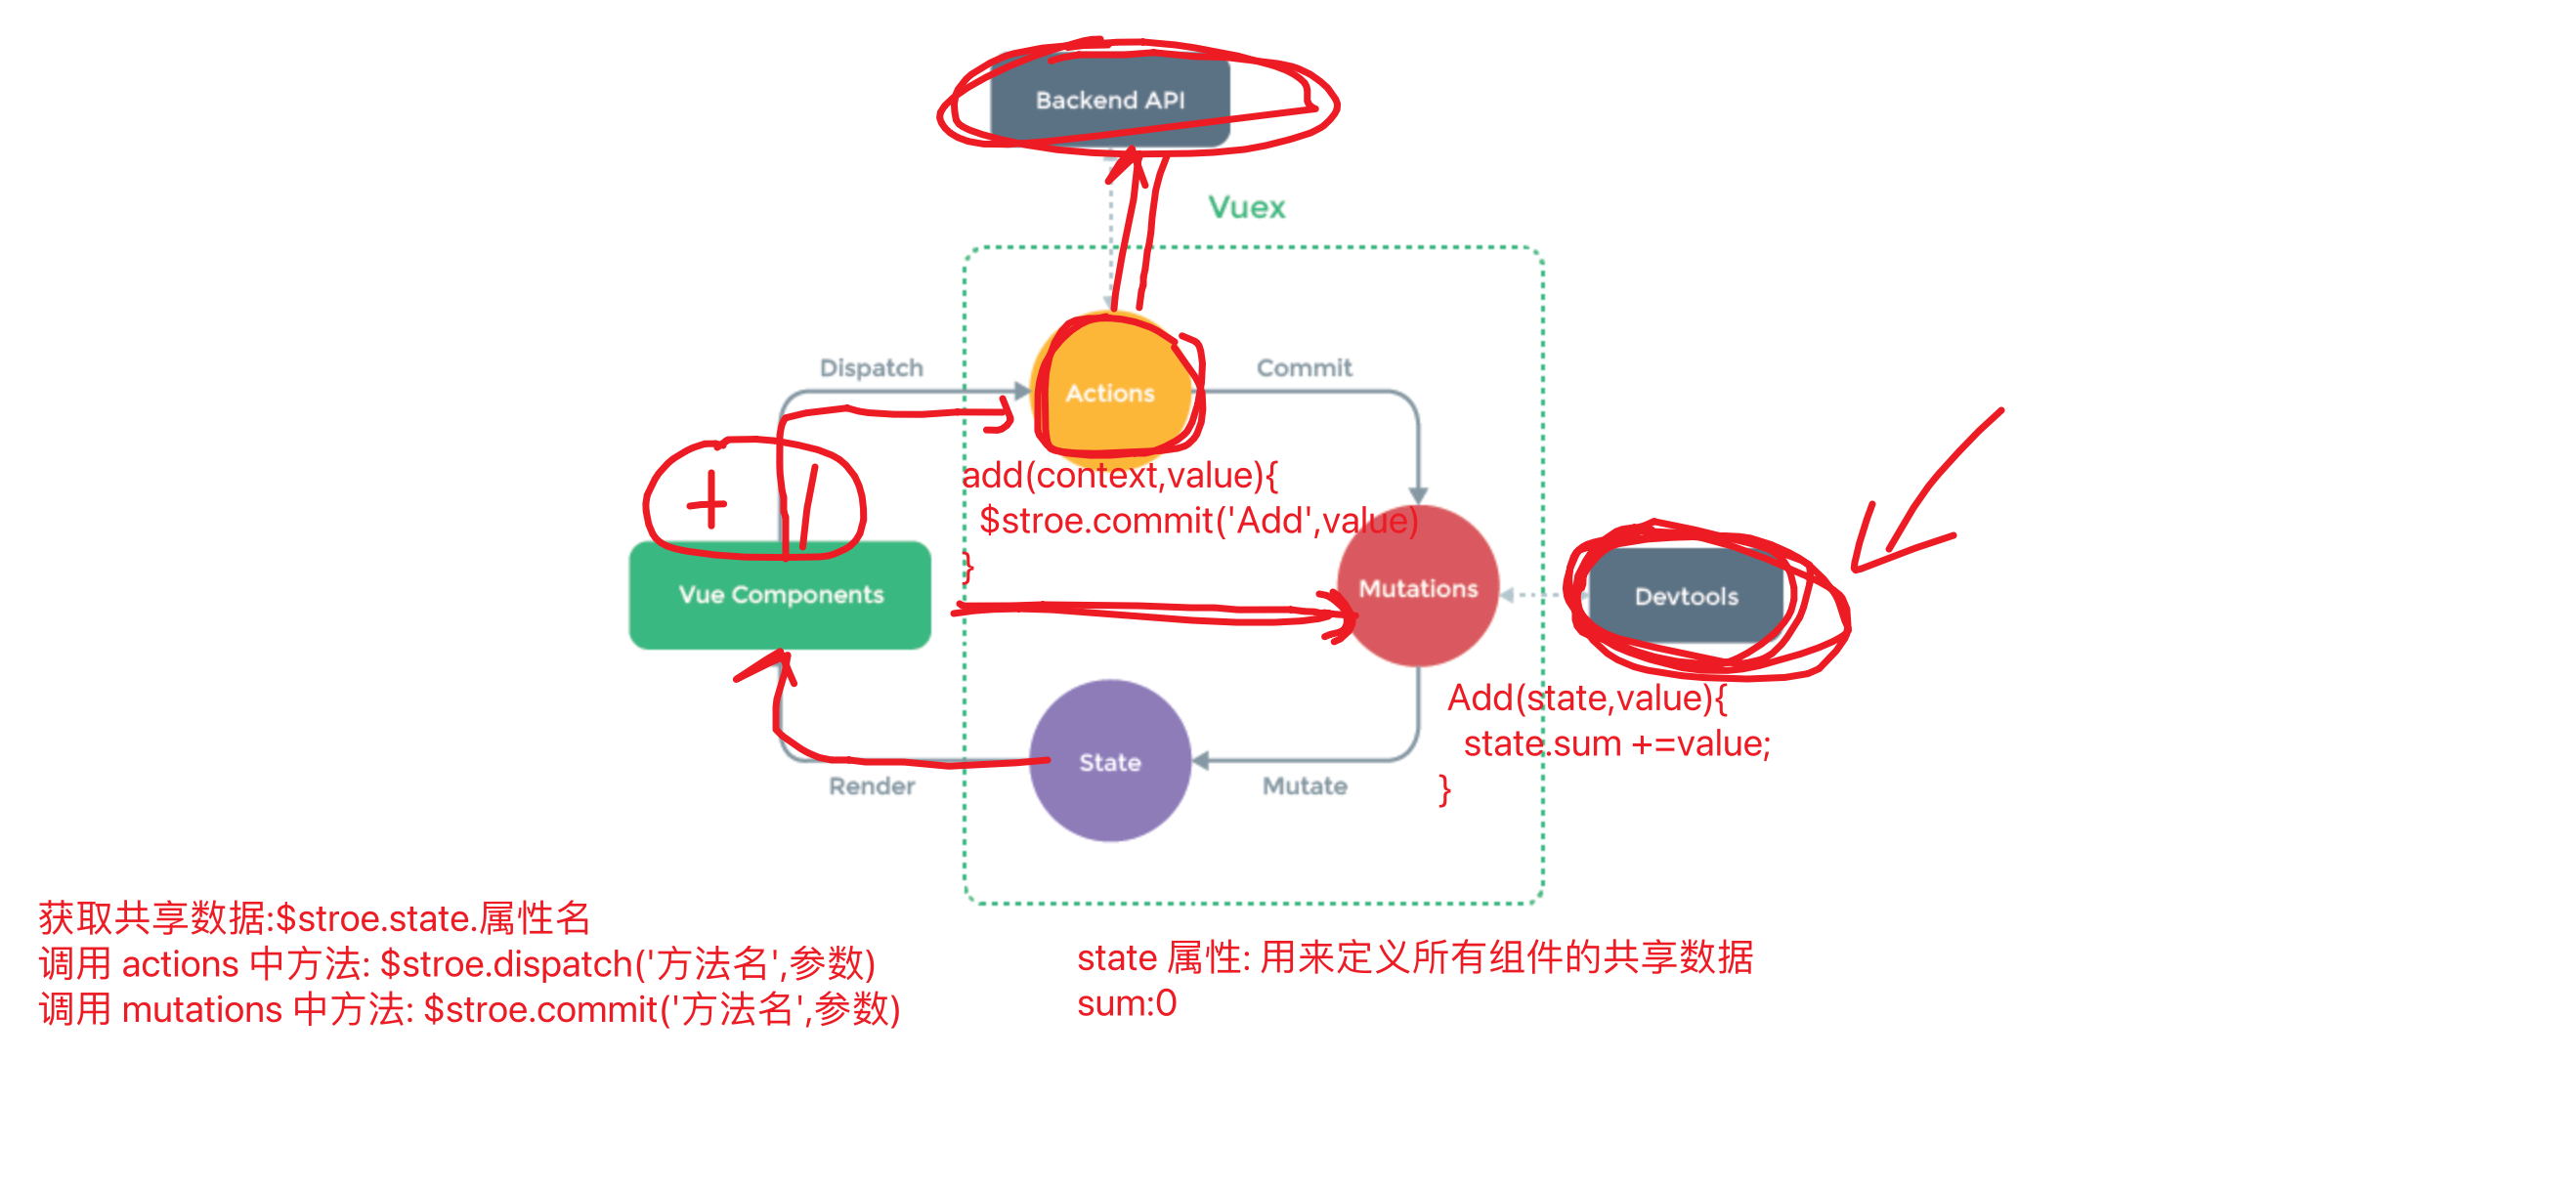 Backend API
Vuex
Dispatch
Actions
Commit
add(context,value){
$stroe.commit('Add',value)
}
+1
Vue Components
Mutations
Devtools
Add(state,value){
state.sum +=value;
}
State
Render
Mutate
获取共享数据:$stroe.state.属性名
调用 actions 中方法: $stroe.dispatch('方法名',参数)
调用 mutations 中方法: $stroe.commit('方法名',参数)
state 属性: 用来定义所有组件的共享数据
sum:0